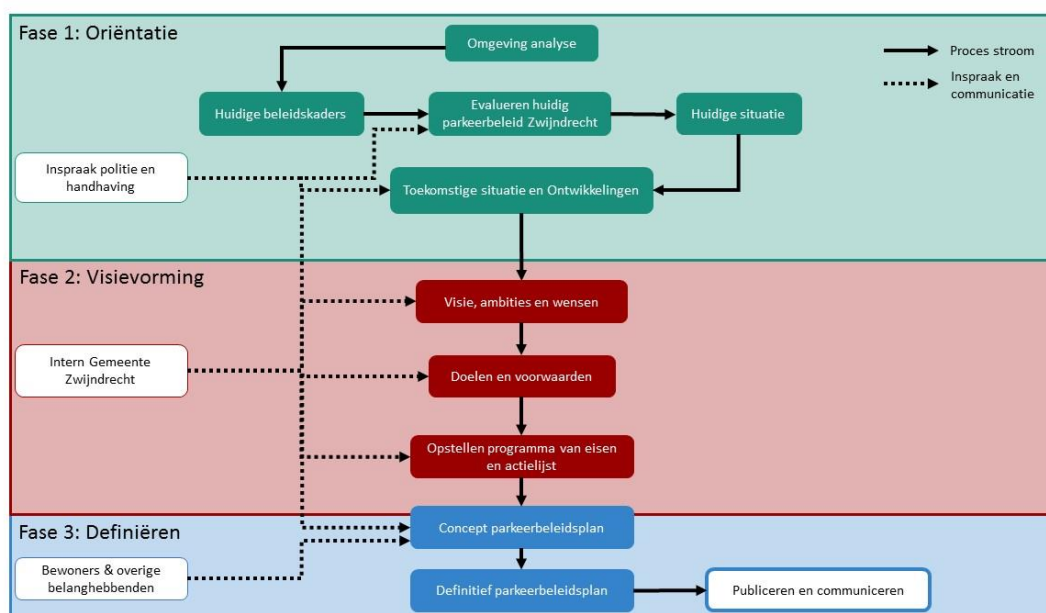 Fase 1: Oriëntatie
Omgeving analyse
Proces stroom
Inspraak en
communicatie
Huidige beleidskaders
Evalueren huidig
parkeerbeleid Zwijndrecht
Huidige situatie
Inspraak politie en
handhaving
Toekomstige situatie en Ontwikkelingen
Fase 2: Visievorming
Visie, ambities en wensen
Intern Gemeente
Zwijndrecht
Doelen en voorwaarden
Opstellen programma van eisen
en actielijst
Fase 3: Definiëren
Concept parkeerbeleidsplan
Bewoners & overige
belanghebbenden
Definitief parkeerbeleidsplan
Publiceren en communiceren